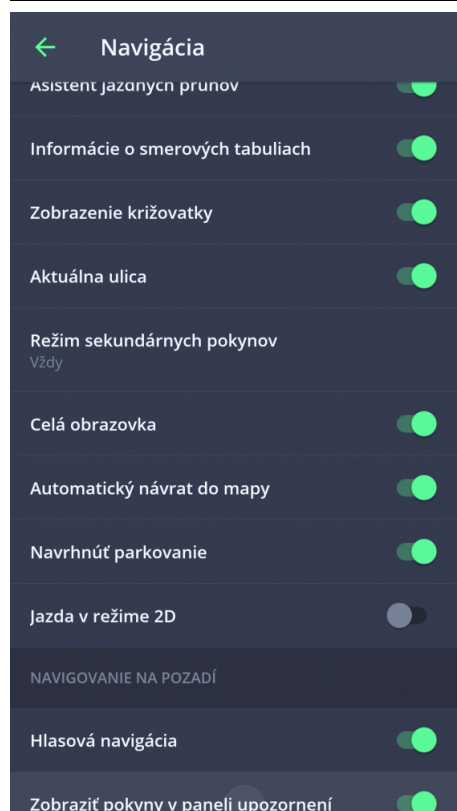 Navigácia
Asistent jazdných pruhov
Informácie o smerových tabuliach
Zobrazenie križovatky
Aktuálna ulica
Režim sekundárnych pokynov
Vždy
Celá obrazovka
Automatický návrat do mapy
Navrhnúť parkovanie
Jazda v režime 2D
NAVIGOVANIE NA POZADÍ
Hlasová navigácia
Zobraziť pokyny v paneli upozornení